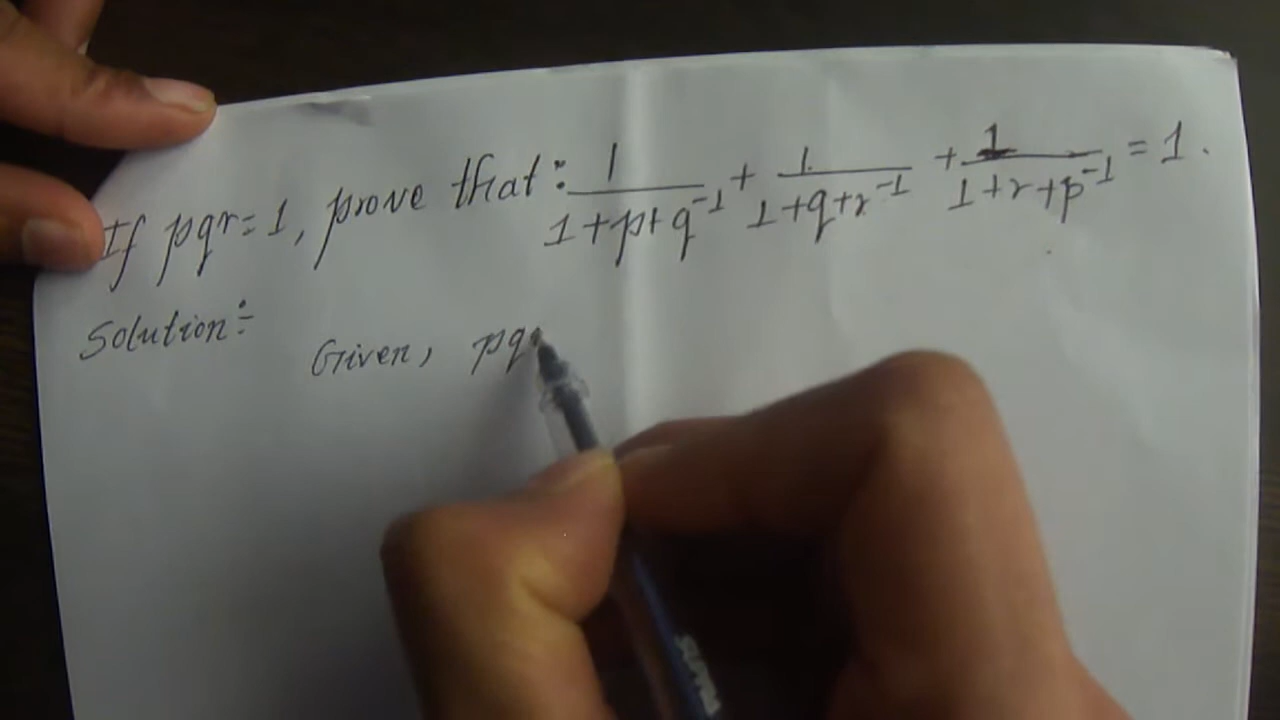 If pqr=1, prove that: 1/(1+p+q⁻¹) + 1/(1+q+r⁻¹) + 1/(1+r+p⁻¹) = 1.
Solution:-
Given, pq